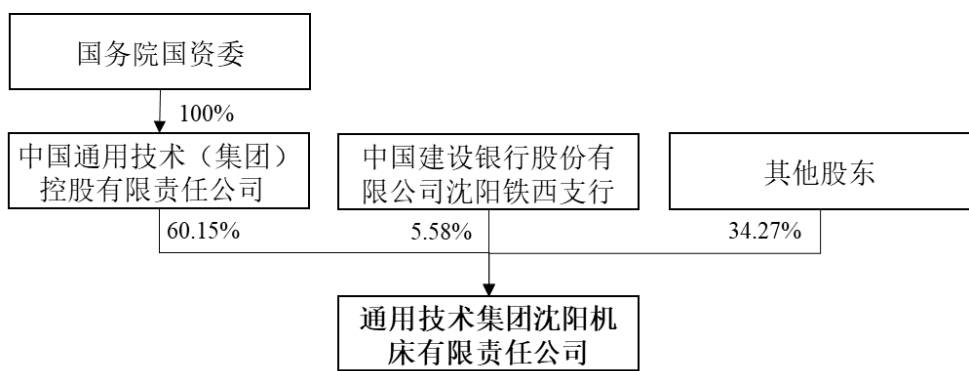 国务院国资委
100%
中国通用技术（集团）
控股有限责任公司
中国建设银行股份有
限公司沈阳铁西支行
其他股东
60.15%
5.58%
34.27%
通用技术集团沈阳机
床有限责任公司